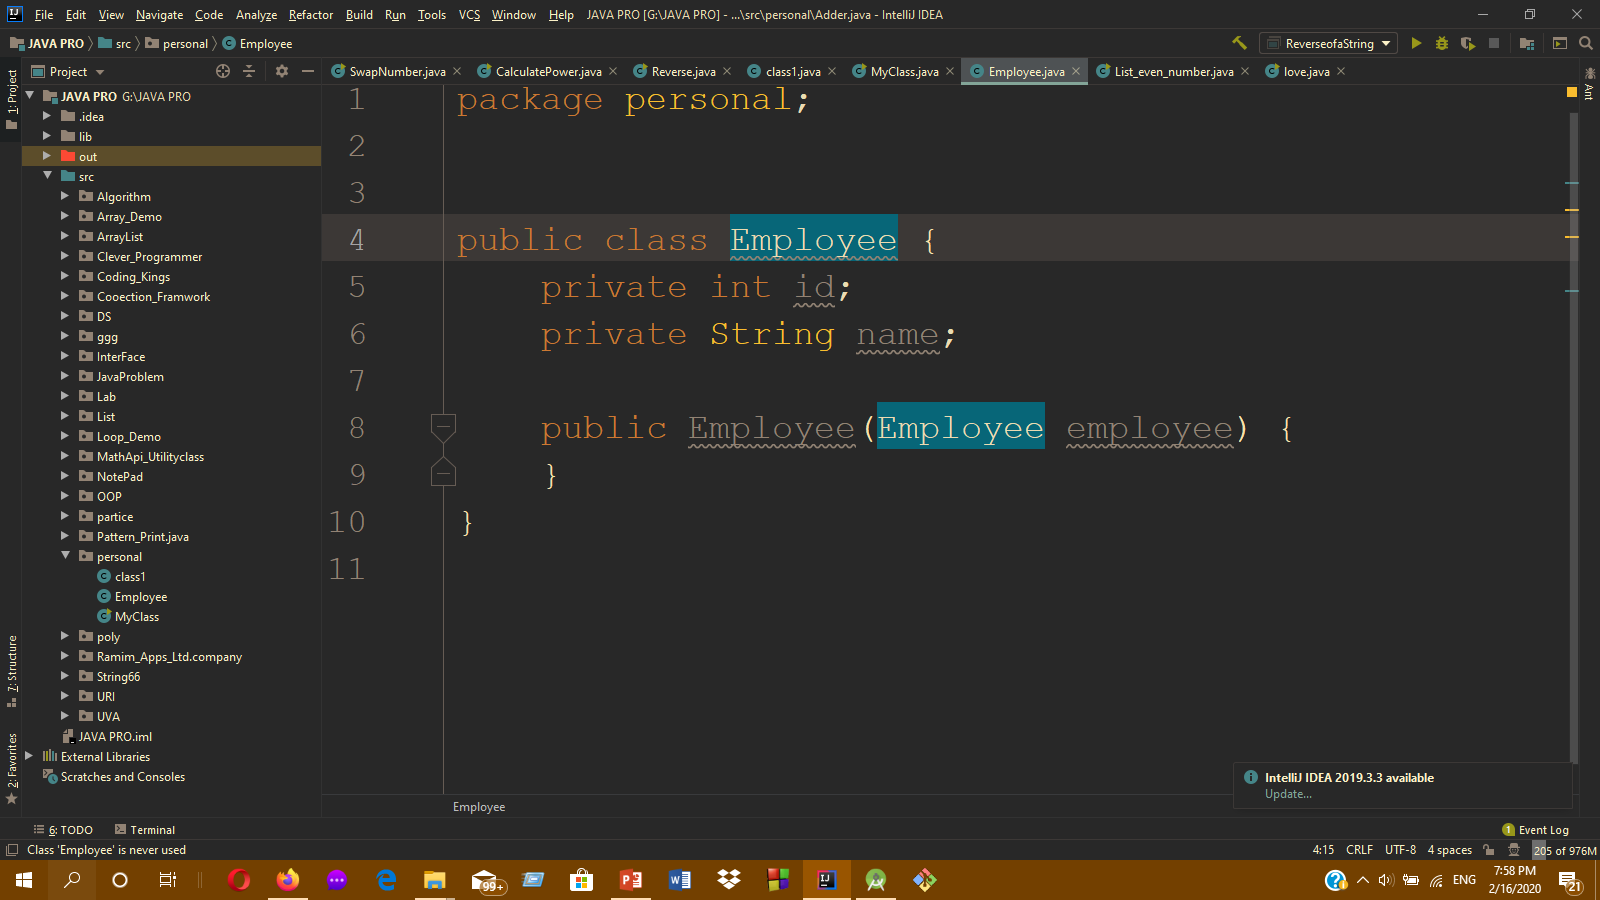 File Edit View Navigate Code Analyze Refactor Build Run Tools VCS Window Help JAVA PRO [G:\JAVA PRO] - ...\src\personal\Adder.java - IntelliJ IDEA
JAVA PRO src personal Employee ReverseofaString
Project
SwapNumber.java CalculatePower.java Reverse.java class1.java MyClass.java Employee.java List_even_number.java love.java
1: Project
Ant
JAVA PRO G:\JAVA PRO
.idea
lib
out
src
Algorithm
Array_Demo
ArrayList
Clever_Programmer
Coding_Kings
Cooection_Framwork
DS
ggg
InterFace
JavaProblem
Lab
List
Loop_Demo
MathApi_Utilityclass
NotePad
OOP
partice
Pattern_Print.java
personal
class1
Employee
MyClass
poly
Ramim_Apps_Ltd.company
String66
URI
UVA
JAVA PRO.iml
External Libraries
Scratches and Consoles
7: Structure
2: Favorites
1 package personal;
2
3
4 public class Employee {
5 private int id;
6 private String name;
7
8 public Employee(Employee employee) {
9 }
10 }
11
IntelliJ IDEA 2019.3.3 available
Update...
Employee
6: TODO Terminal 1 Event Log
Class 'Employee' is never used 4:15 CRLF UTF-8 4 spaces 205 of 976M
99+ ENG 7:58 PM
2/16/2020 21